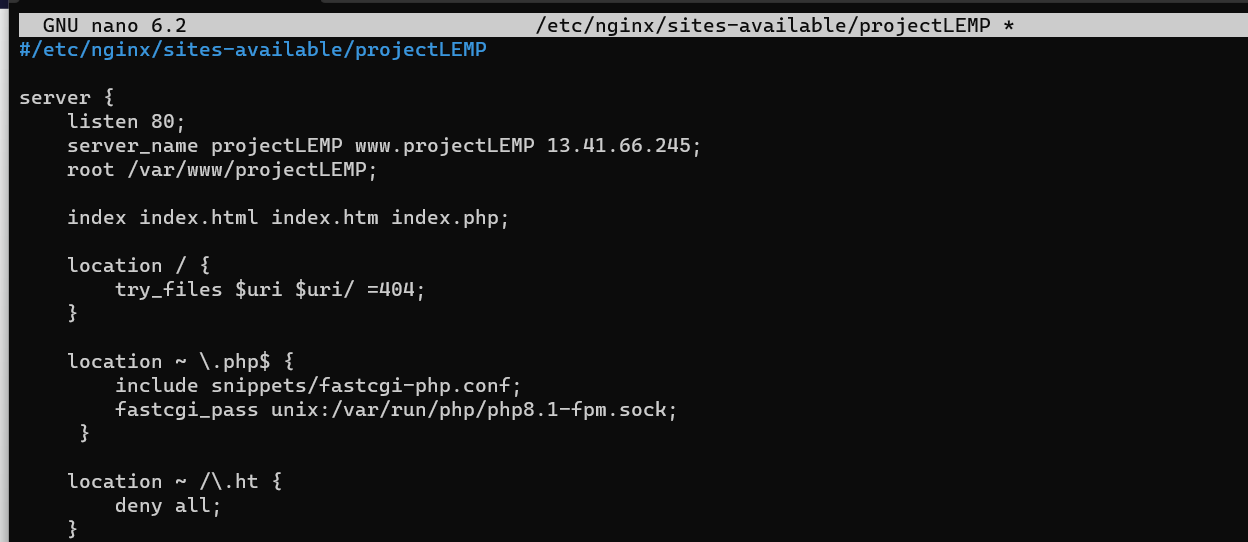 GNU nano 6.2 /etc/nginx/sites-available/projectLEMP *
#/etc/nginx/sites-available/projectLEMP
server {
listen 80;
server_name projectLEMP www.projectLEMP 13.41.66.245;
root /var/www/projectLEMP;
index index.html index.htm index.php;
location / {
try_files $uri $uri/ =404;
}
location ~ \.php$ {
include snippets/fastcgi-php.conf;
fastcgi_pass unix:/var/run/php/php8.1-fpm.sock;
}
location ~ /\.ht {
deny all;
}